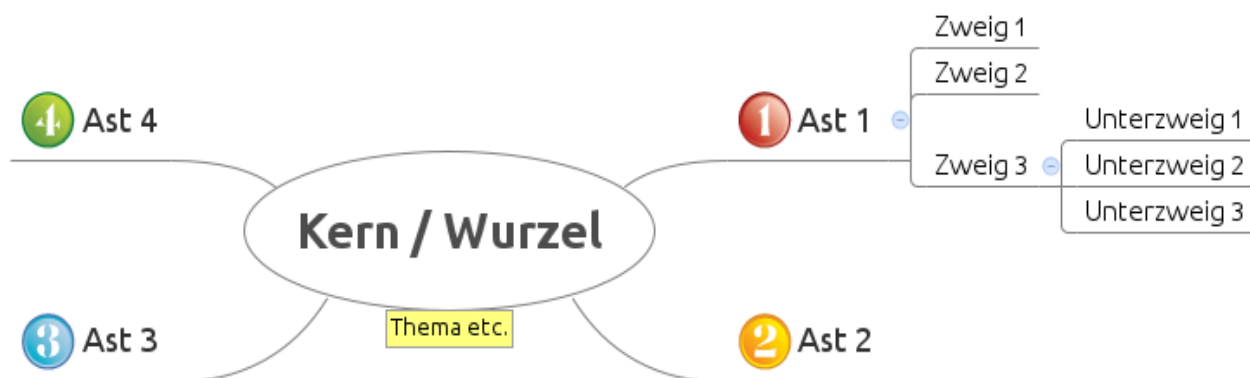 Kern / Wurzel
Thema etc.
1 Ast 1
Zweig 1
Zweig 2
Zweig 3
Unterzweig 1
Unterzweig 2
Unterzweig 3
2 Ast 2
3 Ast 3
4 Ast 4